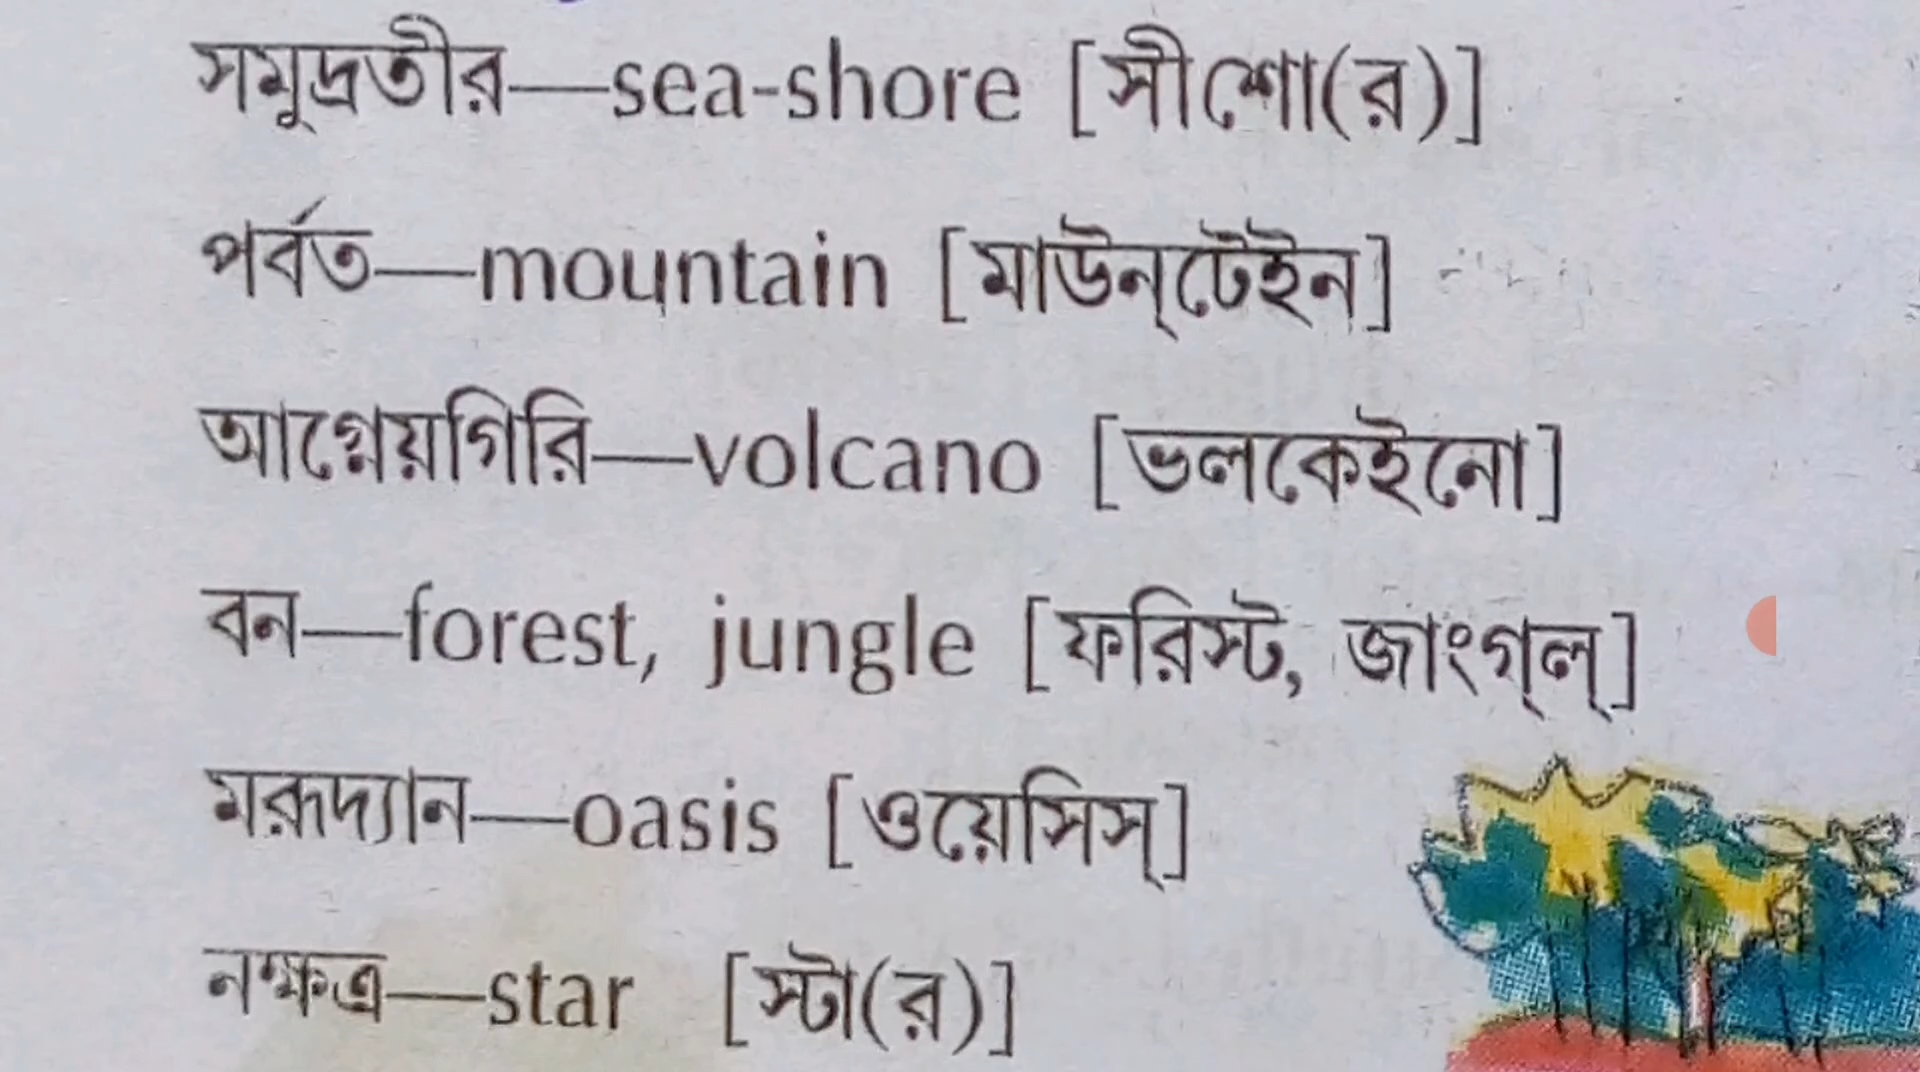 সমুদ্রতীর—sea-shore [সীশো(র)]
পর্বত—mountain [মাউন্‌টেইন]
আগ্নেয়গিরি—volcano [ভলকেইনো]
বন—forest, jungle [ফরিস্ট, জাংগ্‌ল্]
মরূদ্যান—oasis [ওয়েসিস্]
নক্ষত্র—star [স্টা(র)]